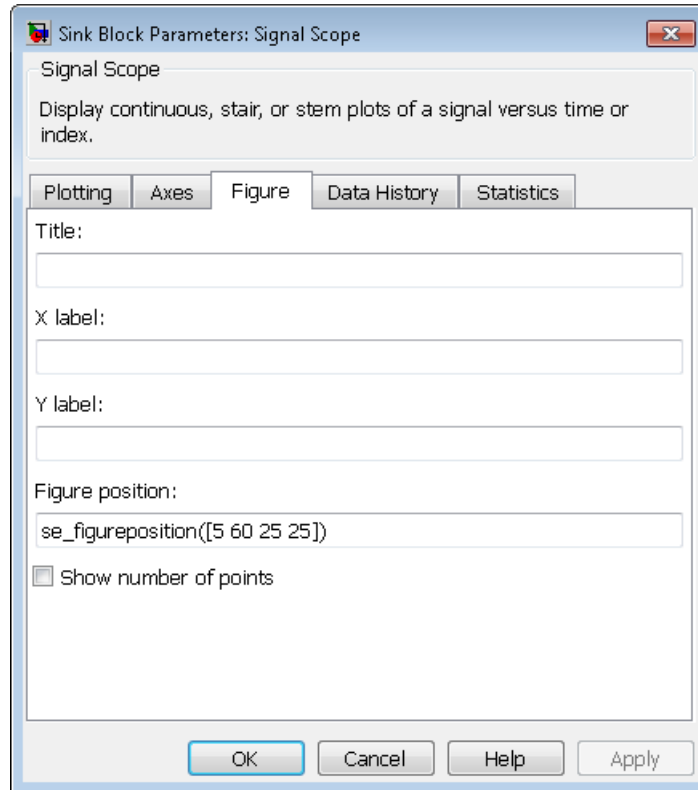 Sink Block Parameters: Signal Scope
Signal Scope
Display continuous, stair, or stem plots of a signal versus time or
index.
Plotting Axes Figure Data History Statistics
Title:
X label:
Y label:
Figure position:
se_figureposition([5 60 25 25])
Show number of points
OK Cancel Help Apply